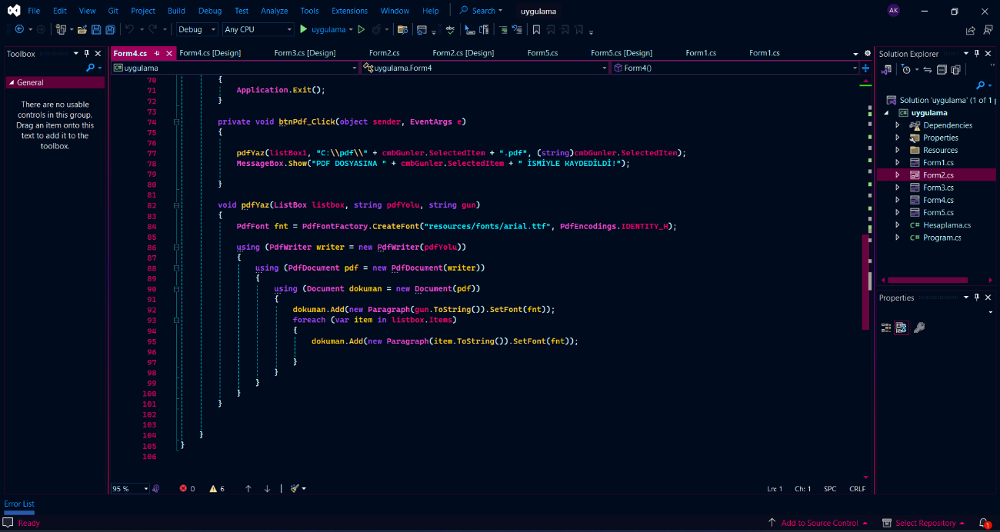 File Edit View Git Project Build Debug Test Analyze Tools Extensions Window Help Search uygulama AK
Debug Any CPU uygulama
Toolbox
General
There are no usable
controls in this group.
Drag an item onto this
text to add it to the
toolbox.
Form4.cs Form4.cs [Design] Form3.cs [Design] Form2.cs Form2.cs [Design] Form5.cs Form5.cs [Design] Form1.cs Form1.cs
uygulama uygulama.Form4 Form4()
70 {
71 Application.Exit();
72 }
73
74 private void btnPdf_Click(object sender, EventArgs e)
75 {
76
77 pdfYaz(listBox1, "C:\\pdf\\" + cmbGunler.SelectedItem + ".pdf", (string)cmbGunler.SelectedItem);
78 MessageBox.Show("PDF DOSYASINA " + cmbGunler.SelectedItem + " İSMİYLE KAYDEDİLDİ!");
79
80 }
81
82 void pdfYaz(ListBox listbox, string pdfYolu, string gun)
83 {
84 PdfFont fnt = PdfFontFactory.CreateFont("resources/fonts/arial.ttf", PdfEncodings.IDENTITY_H);
85
86 using (PdfWriter writer = new PdfWriter(pdfYolu))
87 {
88 using (PdfDocument pdf = new PdfDocument(writer))
89 {
90 using (Document dokuman = new Document(pdf))
91 {
92 dokuman.Add(new Paragraph(gun.ToString()).SetFont(fnt));
93 foreach (var item in listbox.Items)
94 {
95 dokuman.Add(new Paragraph(item.ToString()).SetFont(fnt));
96
97 }
98 }
99 }
100 }
101 }
102
103
104 }
105 }
106
95 % 0 6 Ln: 1 Ch: 1 SPC CRLF
Solution Explorer
Solution 'uygulama' (1 of 1 p
uygulama
Dependencies
Properties
Resources
Form1.cs
Form2.cs
Form3.cs
Form4.cs
Form5.cs
C# Hesaplama.cs
C# Program.cs
Properties
Error List
Ready Add to Source Control Select Repository 1